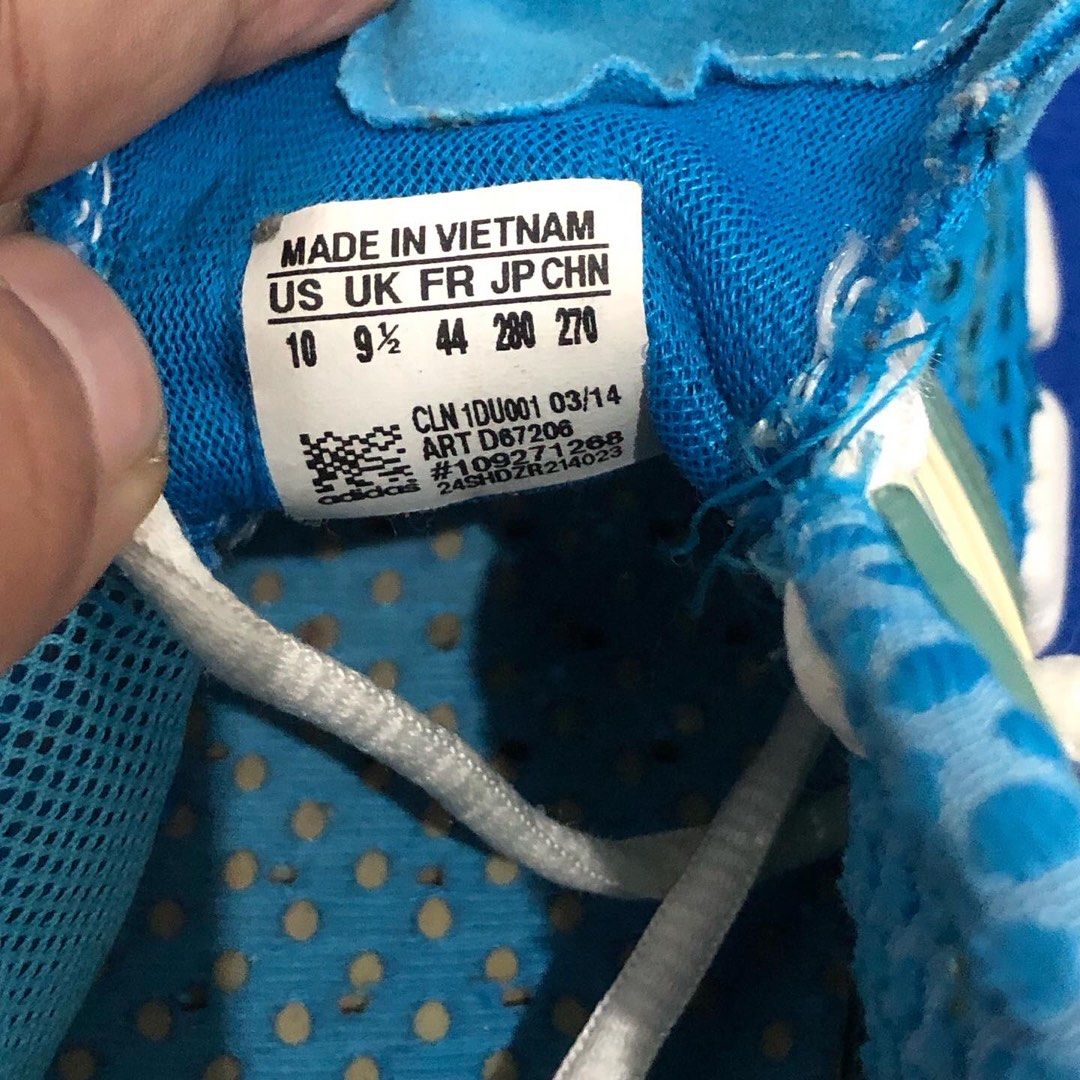 MADE IN VIETNAM
US UK FR JP CHN
10 9½ 44 280 270
CLN 1DU001 03/14
ART D67206
#109271268
adidas 24SHDZR214023